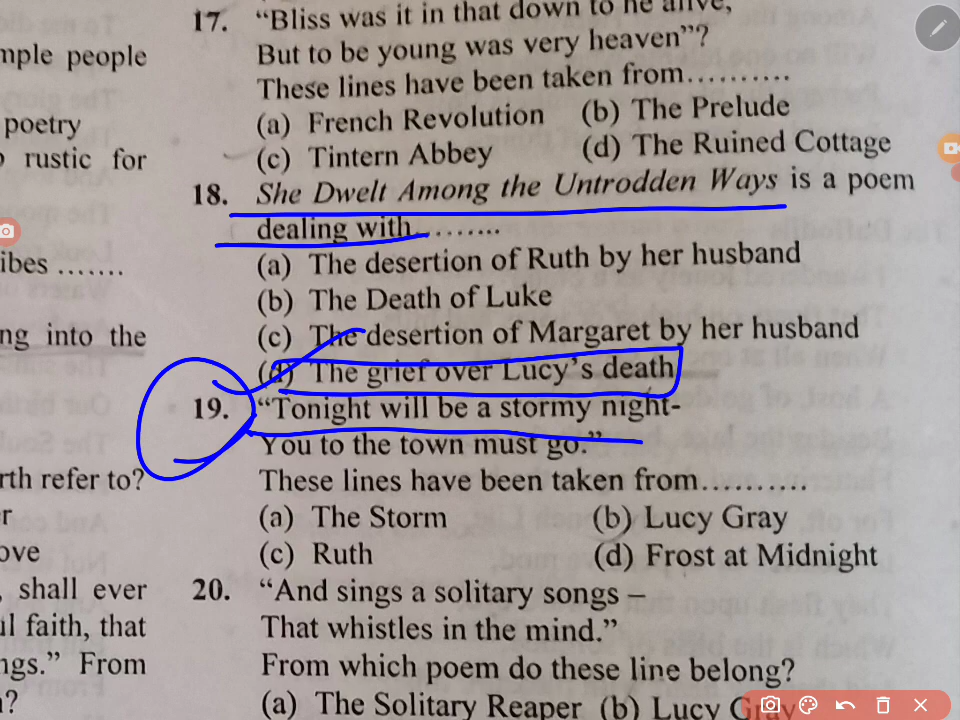 17. “Bliss was it in that down to he alive,
mple people
But to be young was very heaven”?
These lines have been taken from..........
poetry
(a) French Revolution (b) The Prelude
rustic for
(c) Tintern Abbey (d) The Ruined Cottage
18. She Dwelt Among the Untrodden Ways is a poem
dealing with.........
ibes .......
(a) The desertion of Ruth by her husband
(b) The Death of Luke
ng into the
(c) The desertion of Margaret by her husband
(d) The grief over Lucy’s death
19. “Tonight will be a stormy night-
You to the town must go.”
rth refer to?
These lines have been taken from...........
r
(a) The Storm (b) Lucy Gray
ove
(c) Ruth (d) Frost at Midnight
shall ever
20. “And sings a solitary songs –
al faith, that
That whistles in the mind.”
ngs.” From
From which poem do these line belong?
n?
(a) The Solitary Reaper (b) Lucy Gray